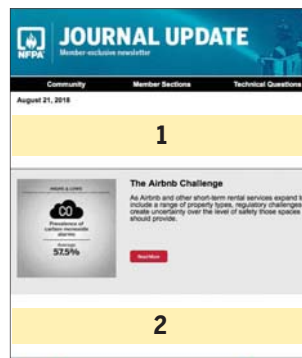 NFPA
JOURNAL UPDATE
Member-exclusive newsletter
Community Member Sections Technical Questions
August 21, 2018
1
HOMES & LONG
CO
Prevalence of
carbon monoxide
alarms
Average
57.5%
The Airbnb Challenge
As Airbnb and other short-term rental services expand to
include a range of property types, regulatory challenges
create uncertainty over the level of safety those spaces
should provide.
Read More
2